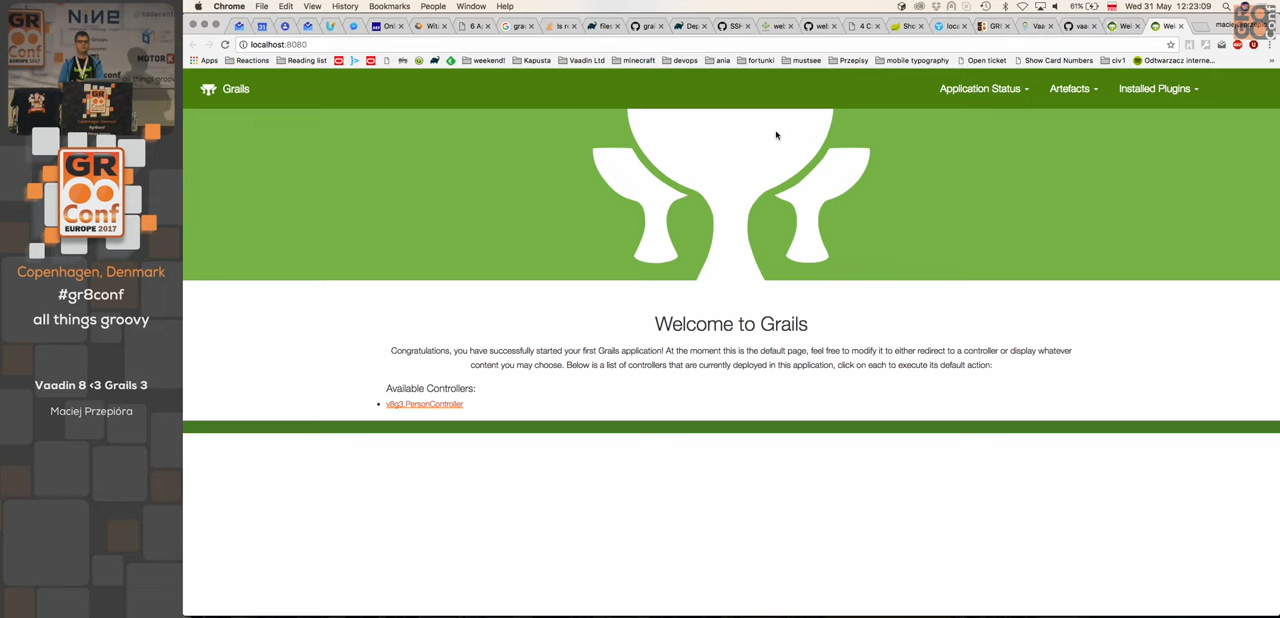 Chrome File Edit View History Bookmarks People Window Help
61% Wed 31 May 12:23:09
localhost:8080
Apps Reactions Reading list weekend! Kapusta Vaadin Ltd minecraft devops ania fortunki mustsee Przepisy mobile typography Open ticket Show Card Numbers civ1 Odtwarzacz interne...
Grails
Application Status Artefacts Installed Plugins
Welcome to Grails
Congratulations, you have successfully started your first Grails application! At the moment this is the default page, feel free to modify it to either redirect to a controller or display whatever
content you may choose. Below is a list of controllers that are currently deployed in this application, click on each to execute its default action:
Available Controllers:
v8g3.PersonController
NINE
GR
Conf
EUROPE 2017
Copenhagen, Denmark
#gr8conf
all things groovy
Vaadin 8 <3 Grails 3
Maciej Przepióra